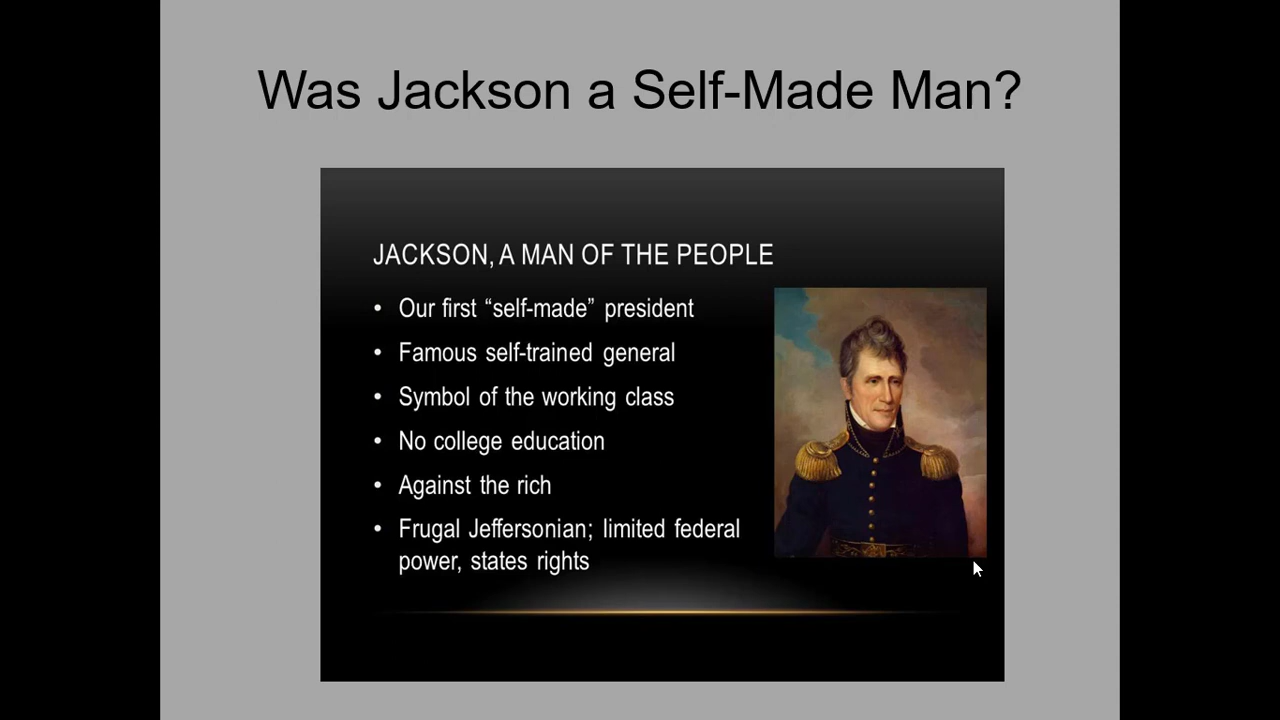 Was Jackson a Self-Made Man?
JACKSON, A MAN OF THE PEOPLE
• Our first “self-made” president
• Famous self-trained general
• Symbol of the working class
• No college education
• Against the rich
• Frugal Jeffersonian; limited federal
power, states rights